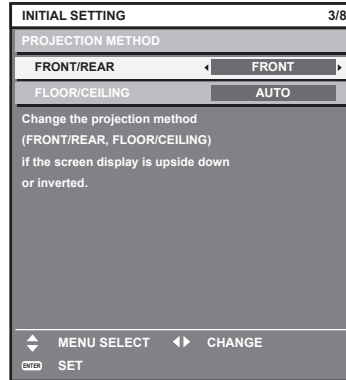 INITIAL SETTING 3/8
PROJECTION METHOD
FRONT/REAR FRONT
FLOOR/CEILING AUTO
Change the projection method
(FRONT/REAR, FLOOR/CEILING)
if the screen display is upside down
or inverted.
MENU SELECT CHANGE
ENTER SET